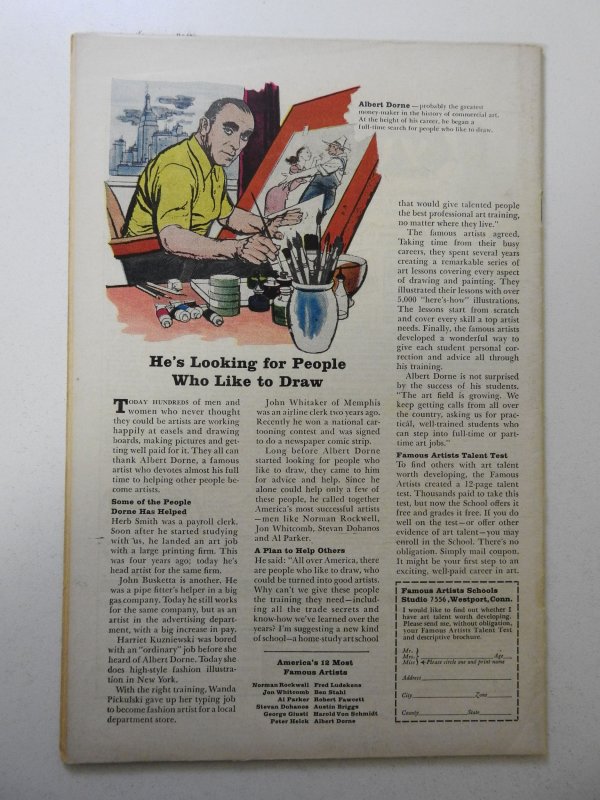 Albert Dorne — probably the greatest
money-maker in the history of commercial art.
At the height of his career, he began a
full-time search for people who like to draw.
He's Looking for People
Who Like to Draw
TODAY HUNDREDS of men and
women who never thought
they could be artists are working
happily at easels and drawing
boards, making pictures and get-
ting well paid for it. They all can
thank Albert Dorne, a famous
artist who devotes almost his full
time to helping other people be-
come artists.
Some of the People
Dorne Has Helped
Herb Smith was a payroll clerk.
Soon after he started studying
with us, he landed an art job
with a large printing firm. This
was four years ago; today he's
head artist for the same firm.
John Busketta is another. He
was a pipe fitter's helper in a big
gas company. Today he still works
for the same company, but as an
artist in the advertising depart-
ment, with a big increase in pay.
Harriet Kuzniewski was bored
with an "ordinary" job before she
heard of Albert Dorne. Today she
does high-style fashion illustra-
tion in New York.
With the right training, Wanda
Pickulski gave up her typing job
to become fashion artist for a local
department store.
John Whitaker of Memphis
was an airline clerk two years ago.
Recently he won a national car-
tooning contest and was signed
to do a newspaper comic strip.
Long before Albert Dorne
started looking for people who
like to draw, they came to him
for advice and help. Since he
alone could help only a few of
these people, he called together
America's most successful artists
—men like Norman Rockwell,
Jon Whitcomb, Stevan Dohanos
and Al Parker.
A Plan to Help Others
He said: "All over America, there
are people who like to draw, who
could be turned into good artists.
Why can't we give these people
the training they need—includ-
ing all the trade secrets and
know-how we've learned over the
years? I'm suggesting a new kind
of school—a home-study art school
America's 12 Most
Famous Artists
Norman Rockwell Fred Ludekens
Jon Whitcomb Ben Stahl
Al Parker Robert Fawcett
Stevan Dohanos Austin Briggs
George Giusti Harold Von Schmidt
Peter Helck Albert Dorne
that would give talented people
the best professional art training,
no matter where they live."
The famous artists agreed.
Taking time from their busy
careers, they spent several years
creating a remarkable series of
art lessons covering every aspect
of drawing and painting. They
illustrated their lessons with over
5,000 "here's-how" illustrations.
The lessons start from scratch
and cover every skill a top artist
needs. Finally, the famous artists
developed a wonderful way to
give each student personal cor-
rection and advice all through
his training.
Albert Dorne is not surprised
by the success of his students.
"The art field is growing. We
keep getting calls from all over
the country, asking us for prac-
tical, well-trained students who
can step into full-time or part-
time art jobs."
Famous Artists Talent Test
To find others with art talent
worth developing, the Famous
Artists created a 12-page talent
test. Thousands paid to take this
test, but now the School offers it
free and grades it free. If you do
well on the test—or offer other
evidence of art talent—you may
enroll in the School. There's no
obligation. Simply mail coupon.
It might be your first step to an
exciting, well-paid career in art.
Famous Artists Schools
Studio 7556, Westport, Conn.
I would like to find out whether I
have art talent worth developing.
Please send me, without obligation,
your Famous Artists Talent Test
and descriptive brochure.
Mr.
Mrs. Age
Miss Please circle one and print name
Address
City Zone
County State